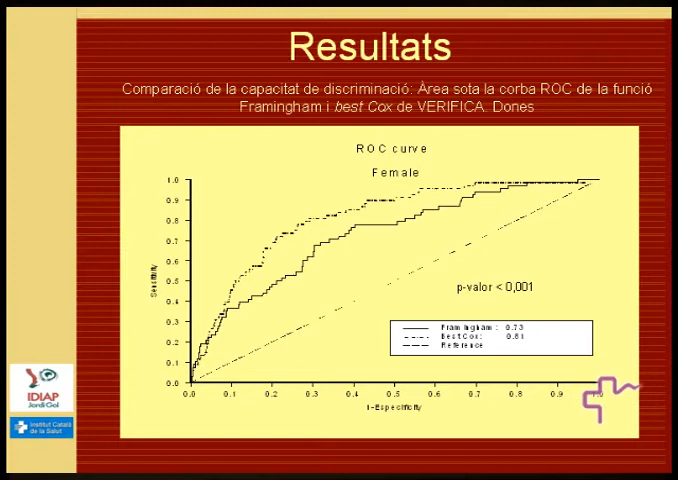 Resultats
Comparació de la capacitat de discriminació: Àrea sota la corba ROC de la funció
Framingham i best Cox de VERIFICA. Dones
ROC curve
Female
1.0
0.9
0.8
0.7
0.6
0.5
0.4
0.3
0.2
0.1
0.0
Sensitivity
p-valor < 0,001
Framingham: 0.73
Best Cox: 0.81
Reference
0.0 0.1 0.2 0.3 0.4 0.5 0.6 0.7 0.8 0.9 1.0
1-Especificity
IDIAP
Jordi Gol
Institut Català
de la Salut